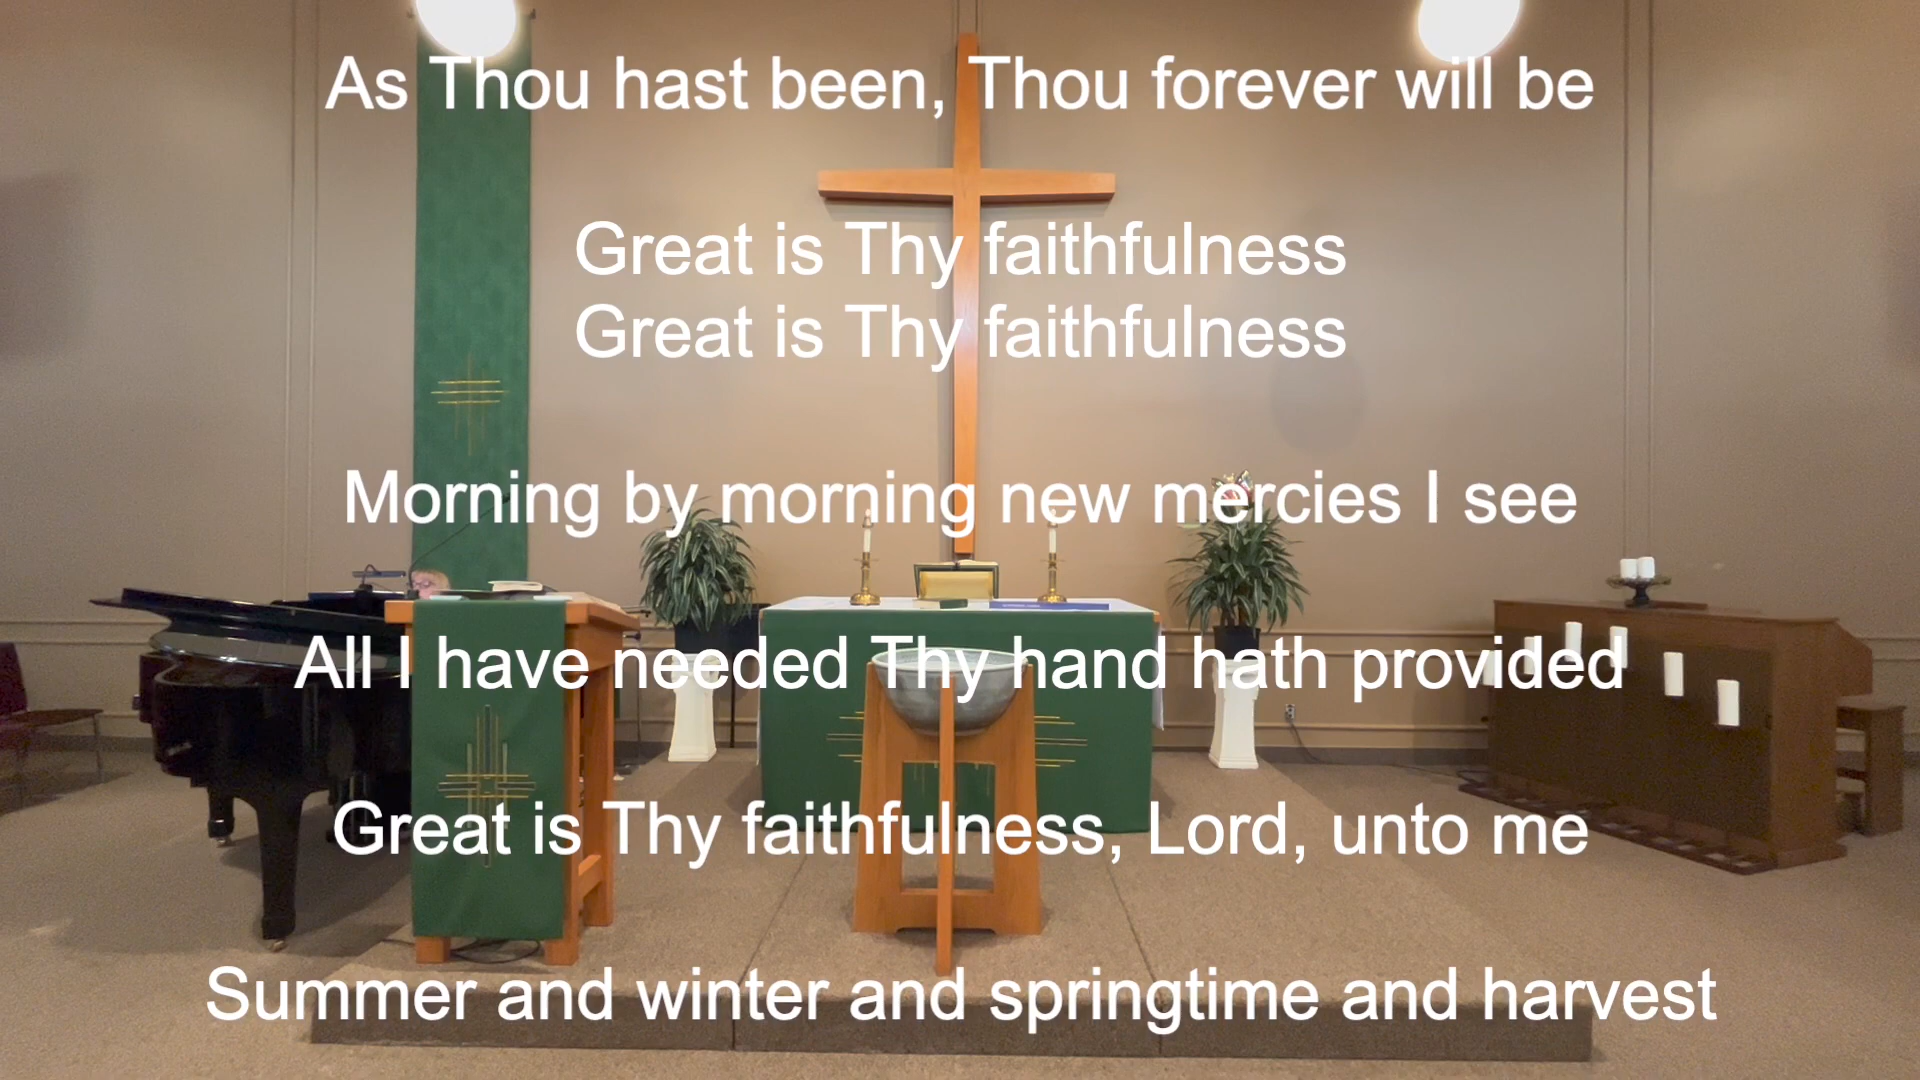 As Thou hast been, Thou forever will be
Great is Thy faithfulness
Great is Thy faithfulness
Morning by morning new mercies I see
All I have needed Thy hand hath provided
Great is Thy faithfulness, Lord, unto me
Summer and winter and springtime and harvest